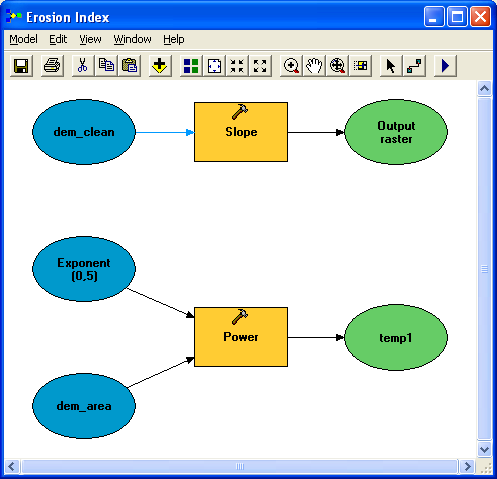 Erosion Index
Model Edit View Window Help
dem_clean
Slope
Output
raster
Exponent
(0,5)
Power
temp1
dem_area